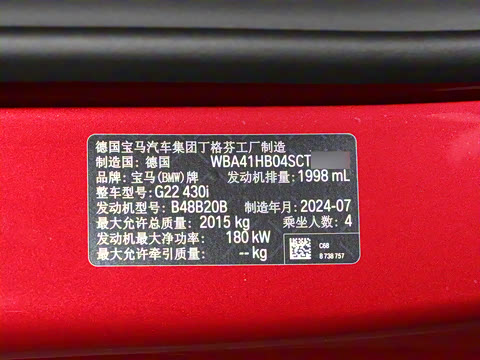 德国宝马汽车集团丁格芬工厂制造
制造国: 德国 WBA41HB04SCT
品牌: 宝马(BMW)牌 发动机排量: 1998 mL
整车型号: G22 430i
发动机型号: B48B20B 制造年月: 2024-07
最大允许总质量: 2015 kg 乘坐人数: 4
发动机最大净功率: 180 kW
最大允许牵引质量: -- kg
C68
8 738 757